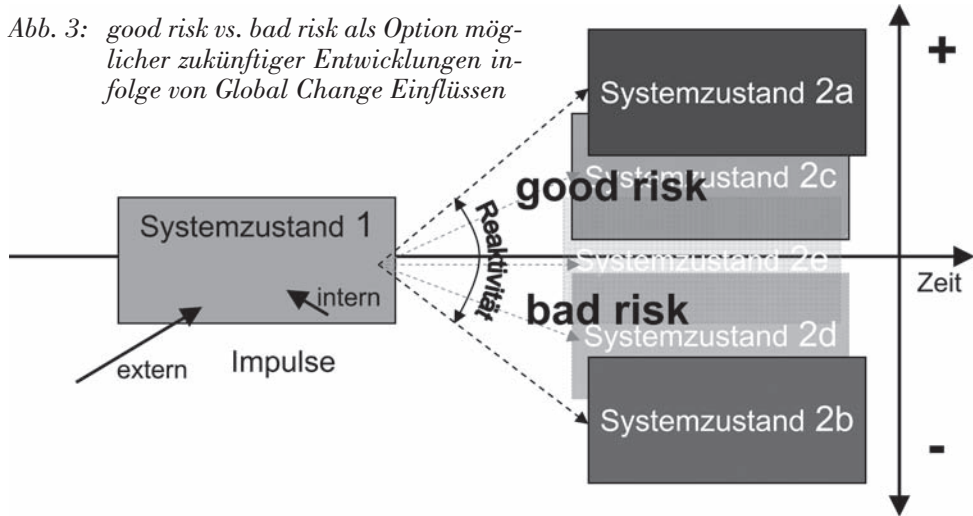 Abb. 3: good risk vs. bad risk als Option mög-
licher zukünftiger Entwicklungen in-
folge von Global Change Einflüssen
+
Systemzustand 2a
Systemzustand 2c
good risk
Systemzustand 1
Reaktivität
Systemzustand 2e
Zeit
intern
bad risk
Systemzustand 2d
extern
Impulse
Systemzustand 2b
-